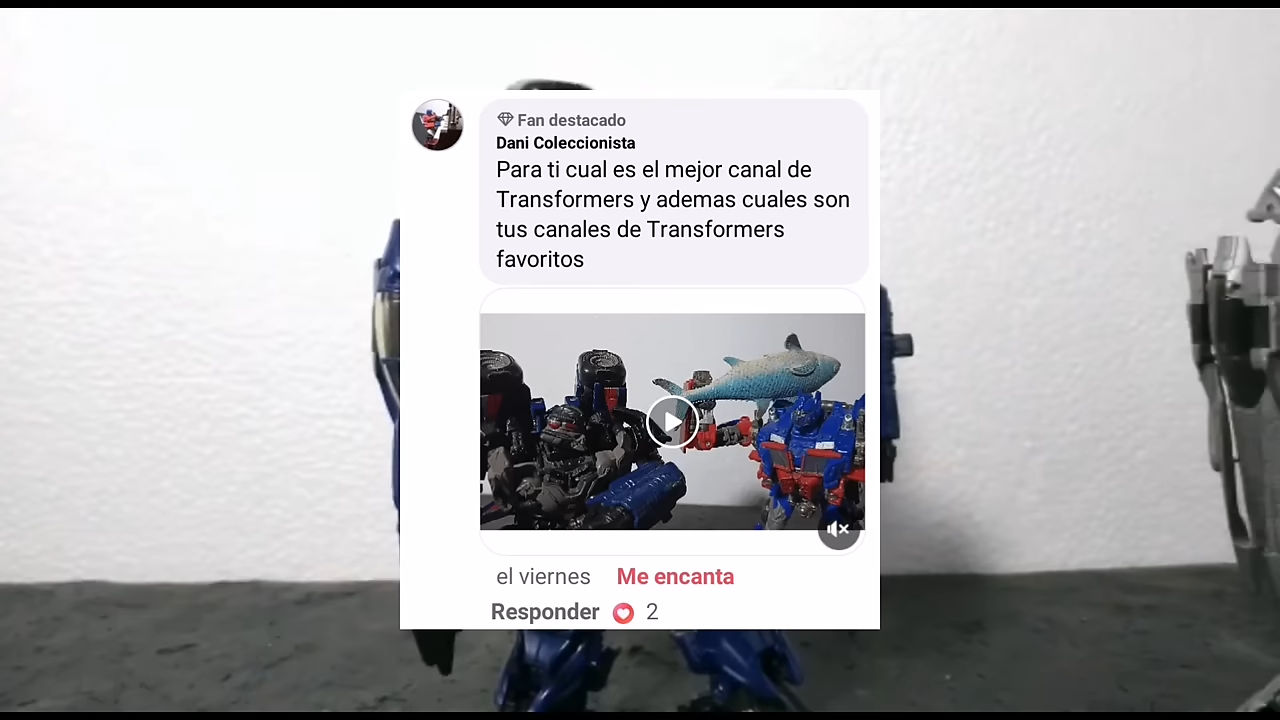 Fan destacado
Dani Coleccionista
Para ti cual es el mejor canal de
Transformers y ademas cuales son
tus canales de Transformers
favoritos
el viernes Me encanta
Responder 2